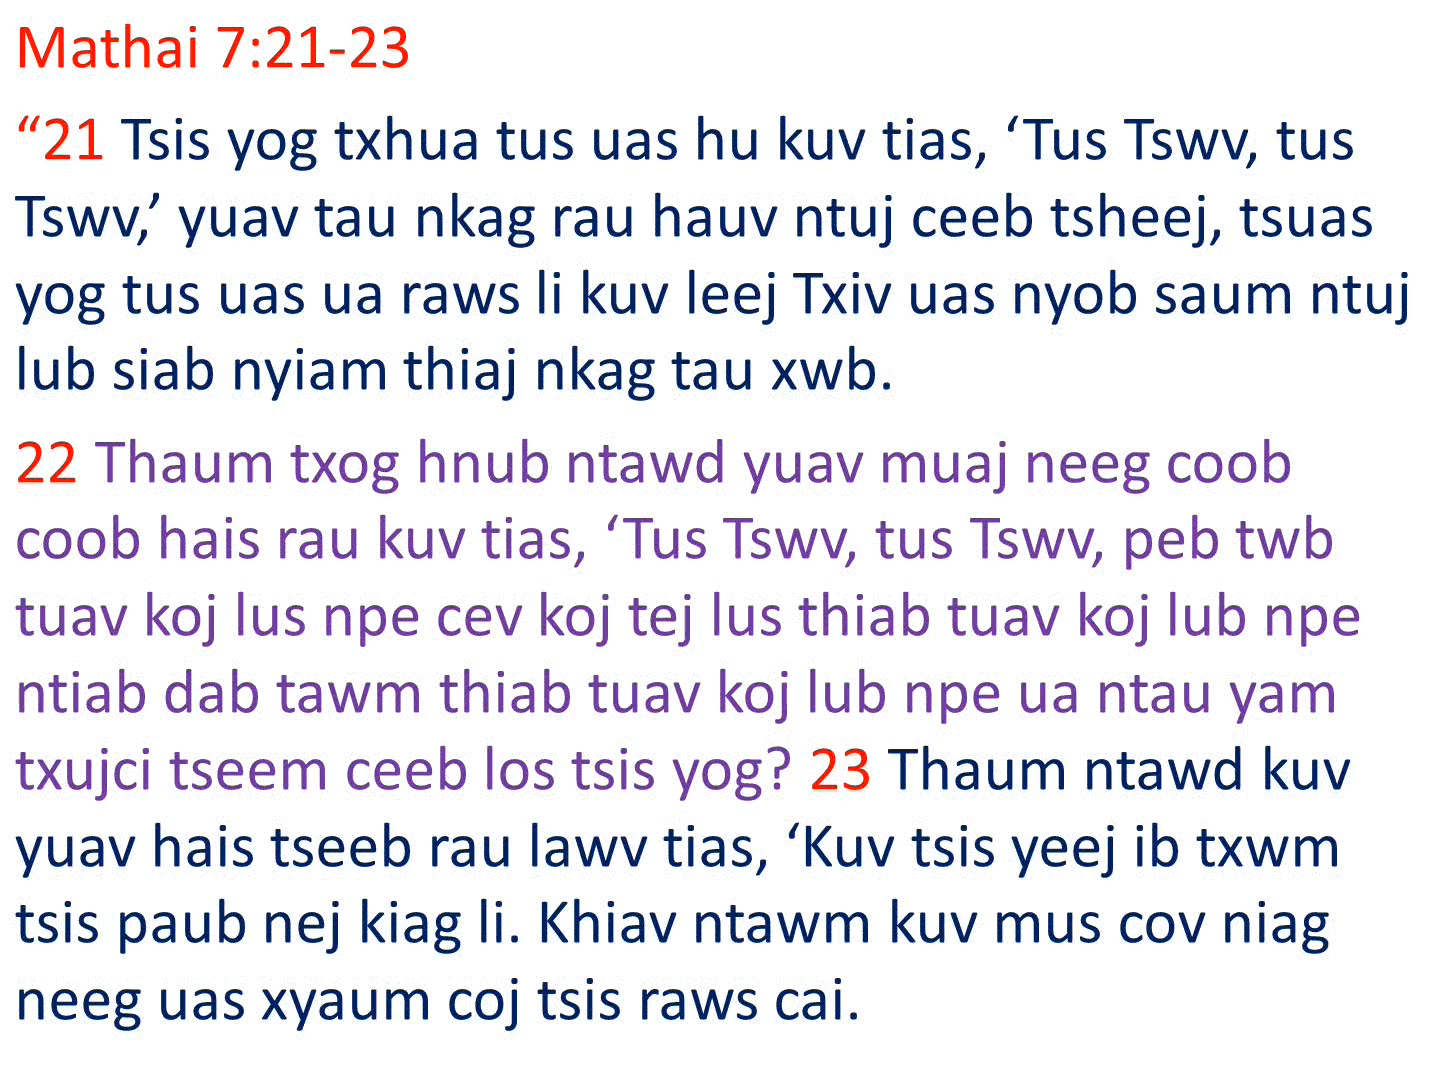 Mathai 7:21-23
“21 Tsis yog txhua tus uas hu kuv tias, ‘Tus Tswv, tus
Tswv,’ yuav tau nkag rau hauv ntuj ceeb tsheej, tsuas
yog tus uas ua raws li kuv leej Txiv uas nyob saum ntuj
lub siab nyiam thiaj nkag tau xwb.
22 Thaum txog hnub ntawd yuav muaj neeg coob
coob hais rau kuv tias, ‘Tus Tswv, tus Tswv, peb twb
tuav koj lus npe cev koj tej lus thiab tuav koj lub npe
ntiab dab tawm thiab tuav koj lub npe ua ntau yam
txujci tseem ceeb los tsis yog? 23 Thaum ntawd kuv
yuav hais tseeb rau lawv tias, ‘Kuv tsis yeej ib txwm
tsis paub nej kiag li. Khiav ntawm kuv mus cov niag
neeg uas xyaum coj tsis raws cai.